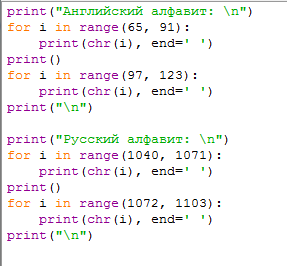 print("Английский алфавит: \n")
for i in range(65, 91):
    print(chr(i), end=' ')
print()
for i in range(97, 123):
    print(chr(i), end=' ')
print("\n")

print("Русский алфавит: \n")
for i in range(1040, 1071):
    print(chr(i), end=' ')
print()
for i in range(1072, 1103):
    print(chr(i), end=' ')
print("\n")